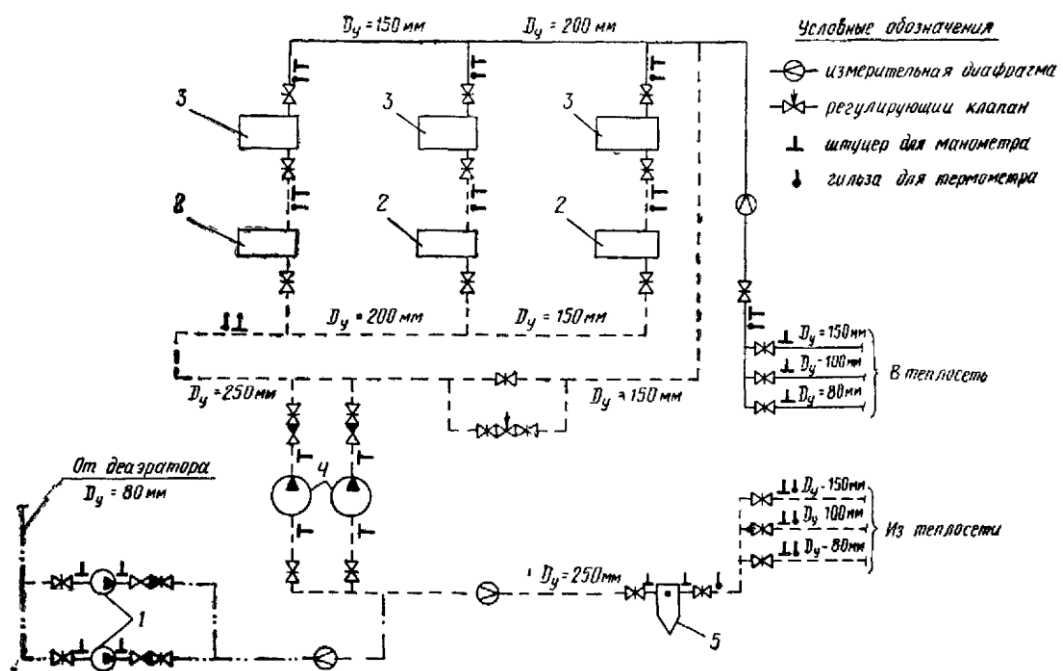 Dу=150 мм
Dу = 200 мм
Условные обозначения
измерительная диафрагма
регулирующий клапан
штуцер для манометра
гильза для термометра
3
3
3
8
2
2
Dу = 200 мм
Dу = 150 мм
Dу = 250 мм
Dу = 150 мм
Dу = 150мм
Dу - 100мм
Dу = 80мм
В теплосеть
От деаэратора
Dу = 80 мм
4
Dу - 150мм
Dу 100мм
Dу - 80мм
Из теплосети
Dу = 250мм
1
5